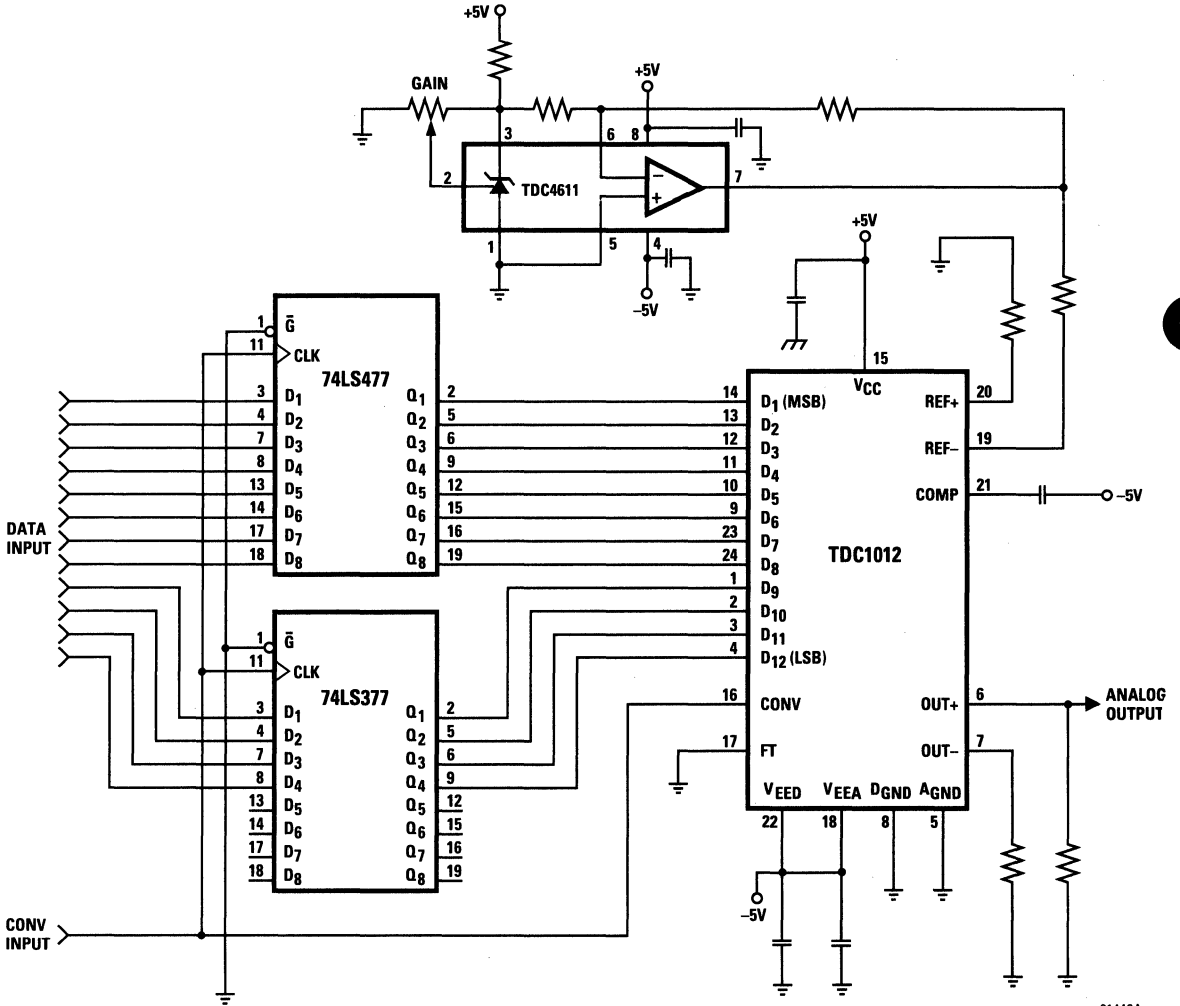 +5V
GAIN
+5V
3
6
8
2
TDC4611
7
1
5
4
-5V
+5V
15
1
G̅
11
CLK
74LS477
3 D1 Q1 2
4 D2 Q2 5
7 D3 Q3 6
8 D4 Q4 9
13 D5 Q5 12
14 D6 Q6 15
17 D7 Q7 16
18 D8 Q8 19
DATA
INPUT
1
G̅
11
CLK
74LS377
3 D1 Q1 2
4 D2 Q2 5
7 D3 Q3 6
8 D4 Q4 9
13 D5 Q5 12
14 D6 Q6 15
17 D7 Q7 16
18 D8 Q8 19
CONV
INPUT
VCC
14 D1 (MSB)
13 D2
12 D3
11 D4
10 D5
9 D6
23 D7
24 D8
1 D9
2 D10
3 D11
4 D12 (LSB)
16 CONV
17 FT
TDC1012
REF+ 20
REF– 19
COMP 21
–5V
OUT+ 6
OUT– 7
ANALOG
OUTPUT
VEED VEEA DGND AGND
22 18 8 5
–5V